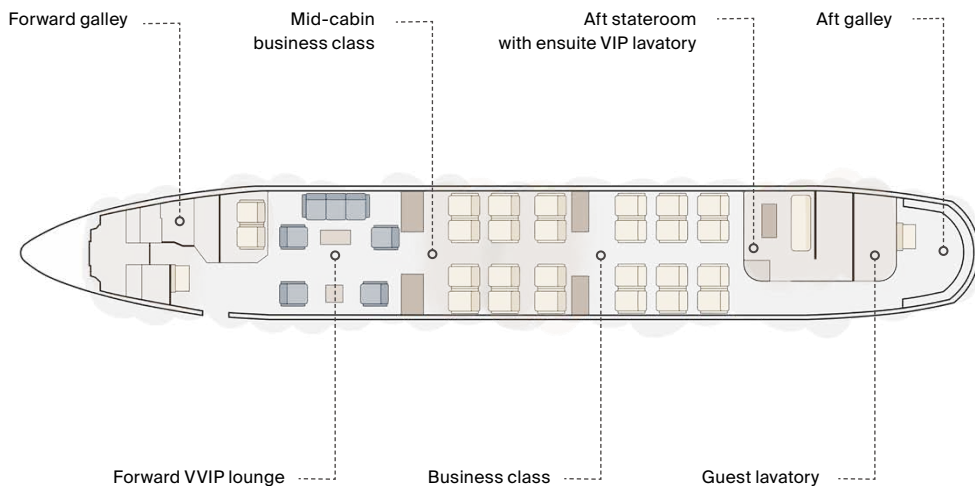 Forward galley
Mid-cabin
business class
Aft stateroom
with ensuite VIP lavatory
Aft galley
Forward VVIP lounge
Business class
Guest lavatory